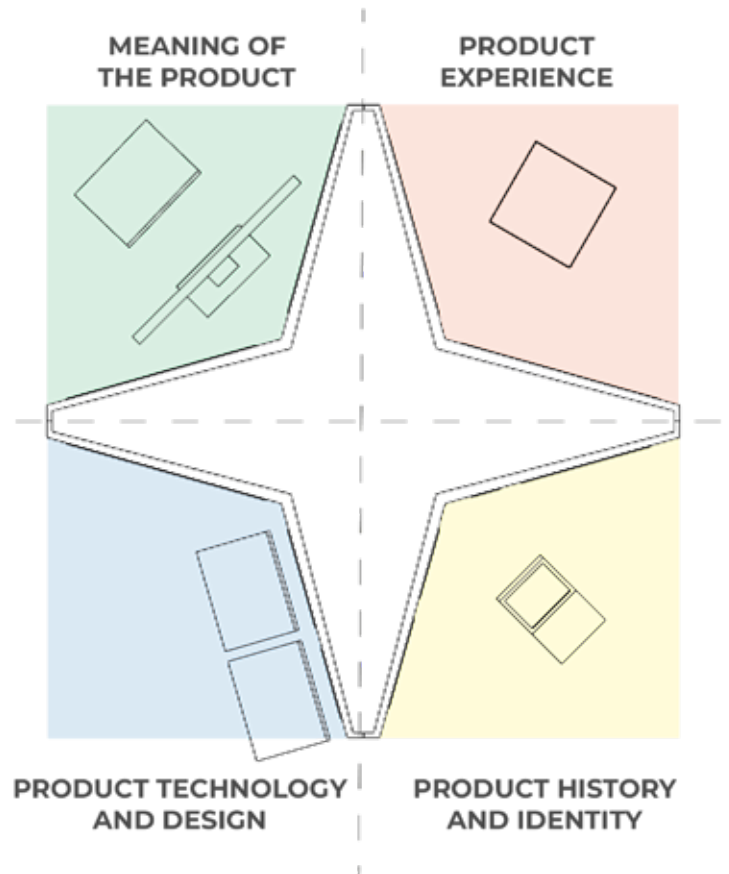 MEANING OF
THE PRODUCT
PRODUCT
EXPERIENCE
PRODUCT TECHNOLOGY
AND DESIGN
PRODUCT HISTORY
AND IDENTITY